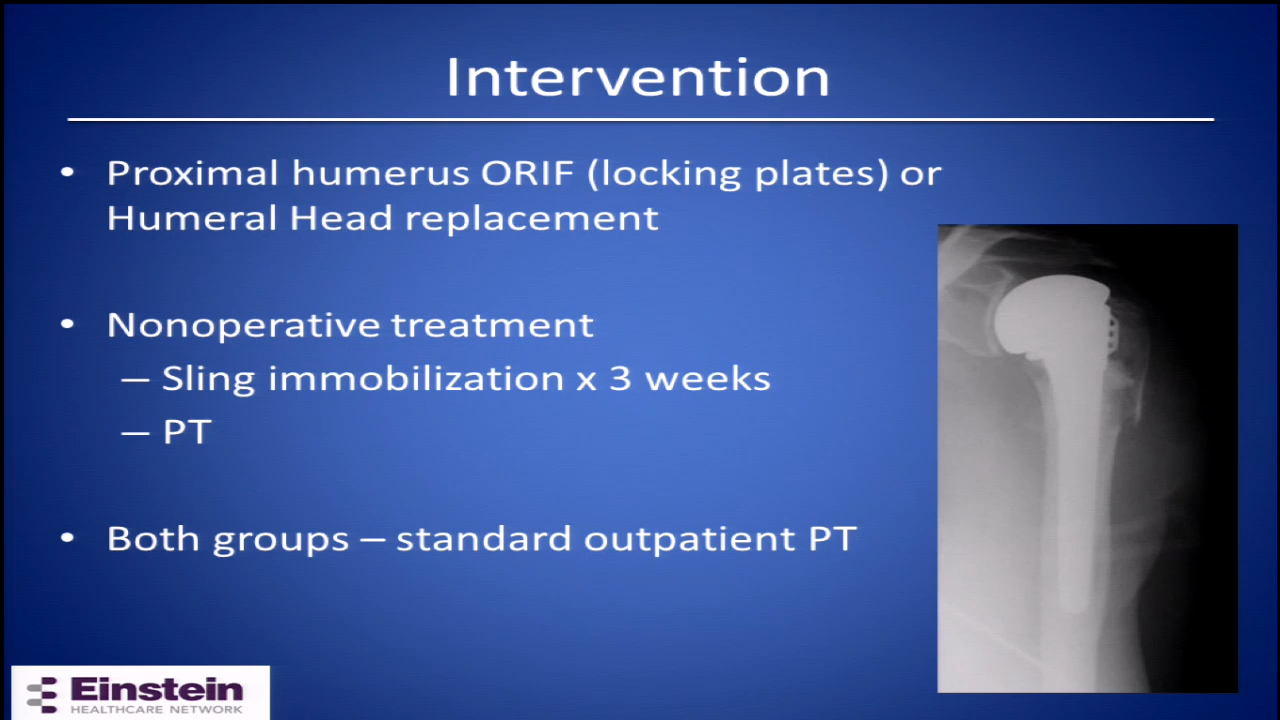 Intervention
• Proximal humerus ORIF (locking plates) or
Humeral Head replacement
• Nonoperative treatment
– Sling immobilization x 3 weeks
– PT
• Both groups – standard outpatient PT
Einstein
HEALTHCARE NETWORK